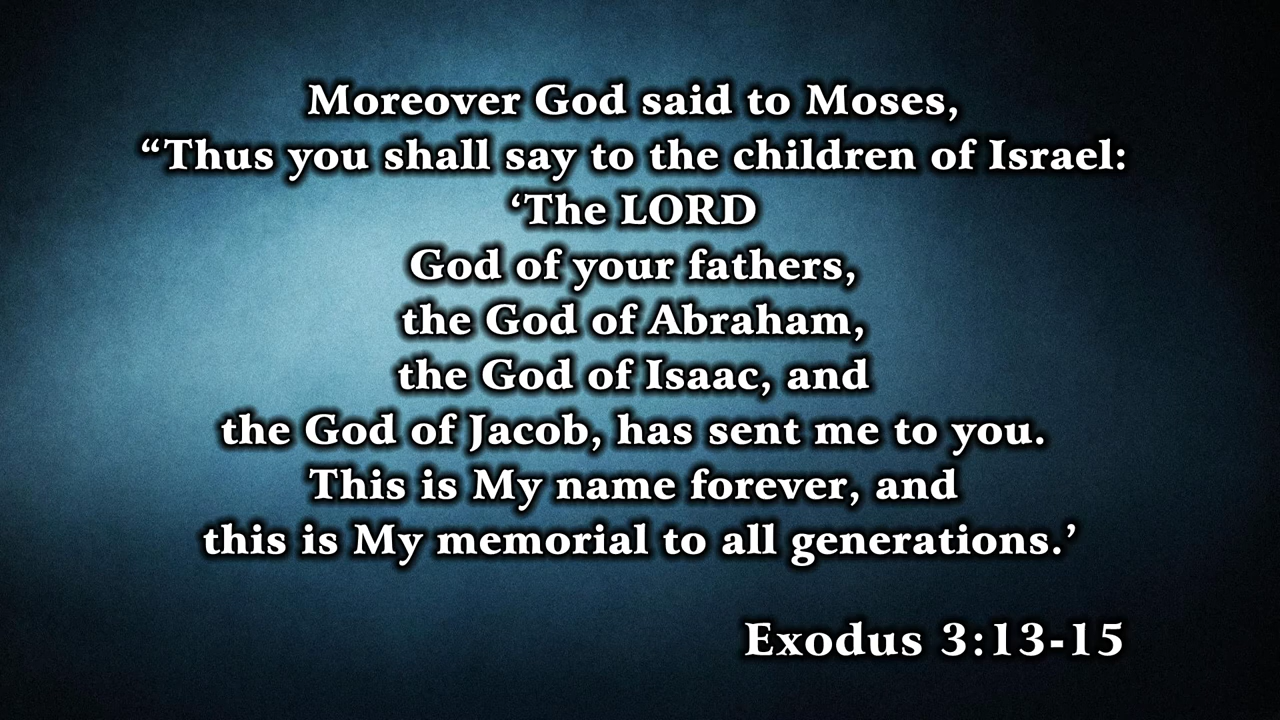 Moreover God said to Moses,
“Thus you shall say to the children of Israel:
‘The LORD
God of your fathers,
the God of Abraham,
the God of Isaac, and
the God of Jacob, has sent me to you.
This is My name forever, and
this is My memorial to all generations.’
Exodus 3:13-15